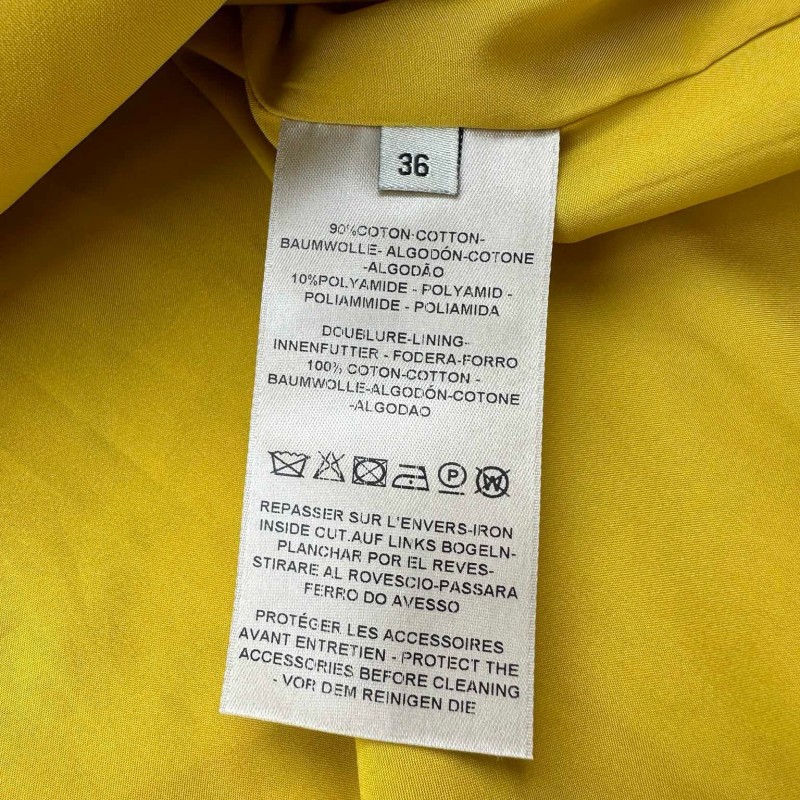 36
90%COTON-COTTON-
BAUMWOLLE- ALGODÓN-COTONE
-ALGODÃO
10%POLYAMIDE - POLYAMID -
POLIAMMIDE - POLIAMIDA
DOUBLURE-LINING-
INNENFUTTER - FODERA-FORRO
100% COTON-COTTON -
BAUMWOLLE-ALGODÓN-COTONE
-ALGODAO
P W
REPASSER SUR L'ENVERS-IRON
INSIDE OUT.AUF LINKS BOGELN-
PLANCHAR POR EL REVES-
STIRARE AL ROVESCIO-PASSARA
FERRO DO AVESSO
PROTÉGER LES ACCESSOIRES
AVANT ENTRETIEN - PROTECT THE
ACCESSORIES BEFORE CLEANING
- VOR DEM REINIGEN DIE